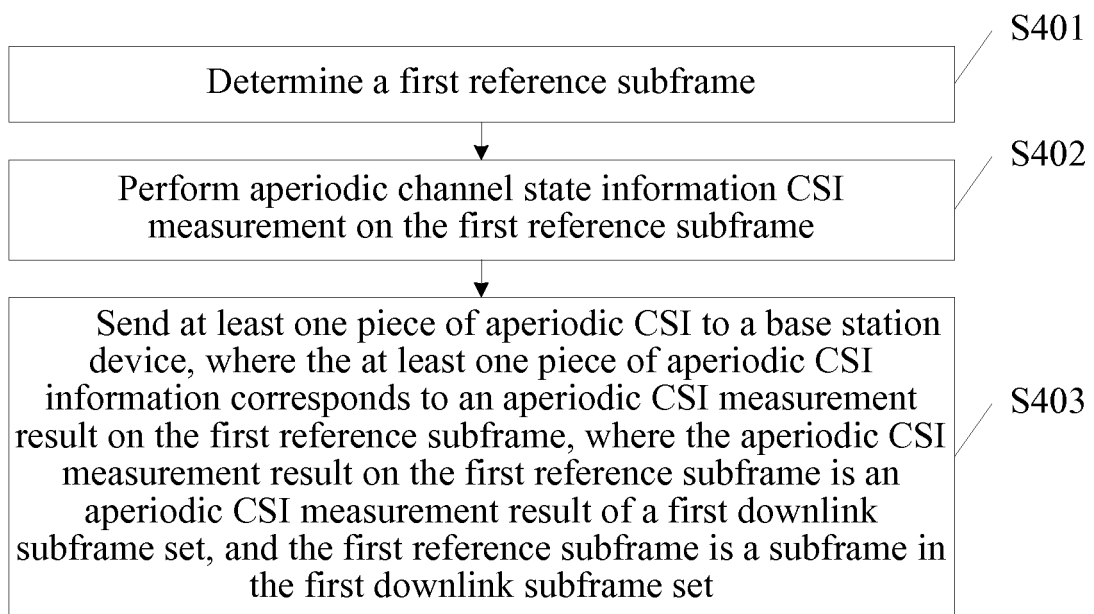 S401
Determine a first reference subframe
S402
Perform aperiodic channel state information CSI
measurement on the first reference subframe
Send at least one piece of aperiodic CSI to a base station
device, where the at least one piece of aperiodic CSI
information corresponds to an aperiodic CSI measurement
S403
result on the first reference subframe, where the aperiodic CSI
measurement result on the first reference subframe is an
aperiodic CSI measurement result of a first downlink
subframe set, and the first reference subframe is a subframe in
the first downlink subframe set